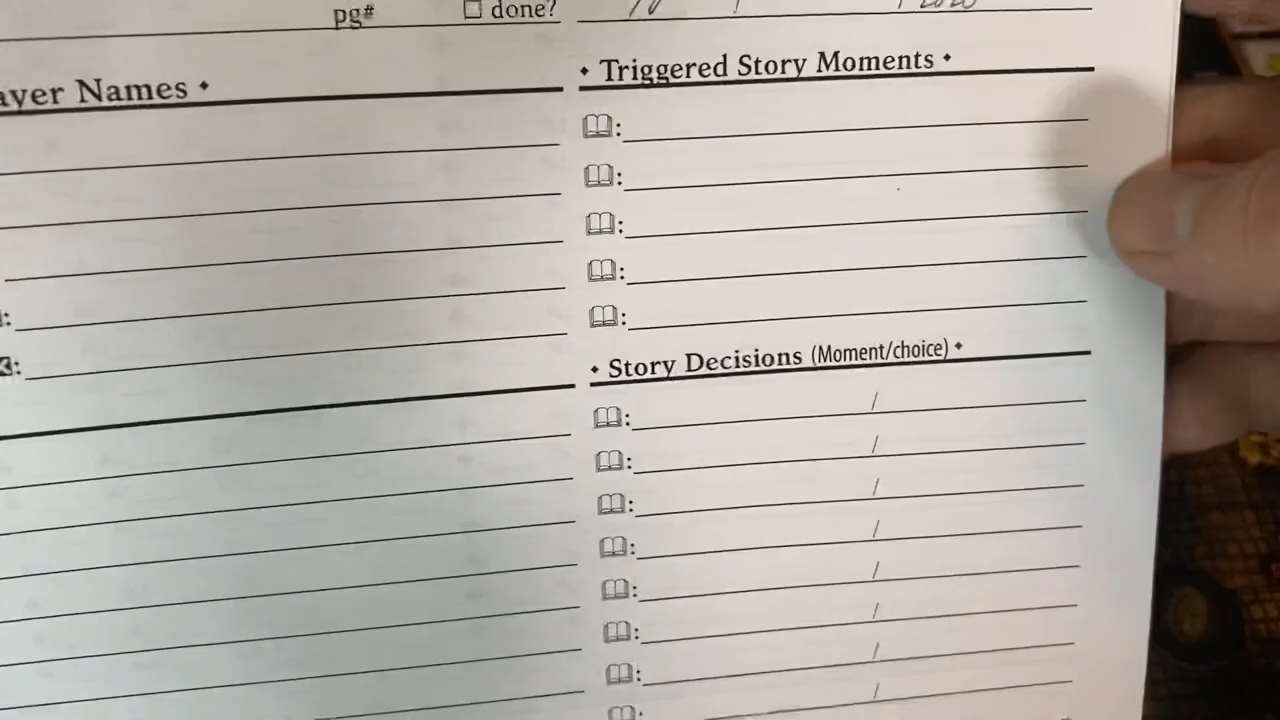 pg# □ done?
ayer Names
Triggered Story Moments
Story Decisions (Moment/choice)
/
/
/
/
/
/
/
/